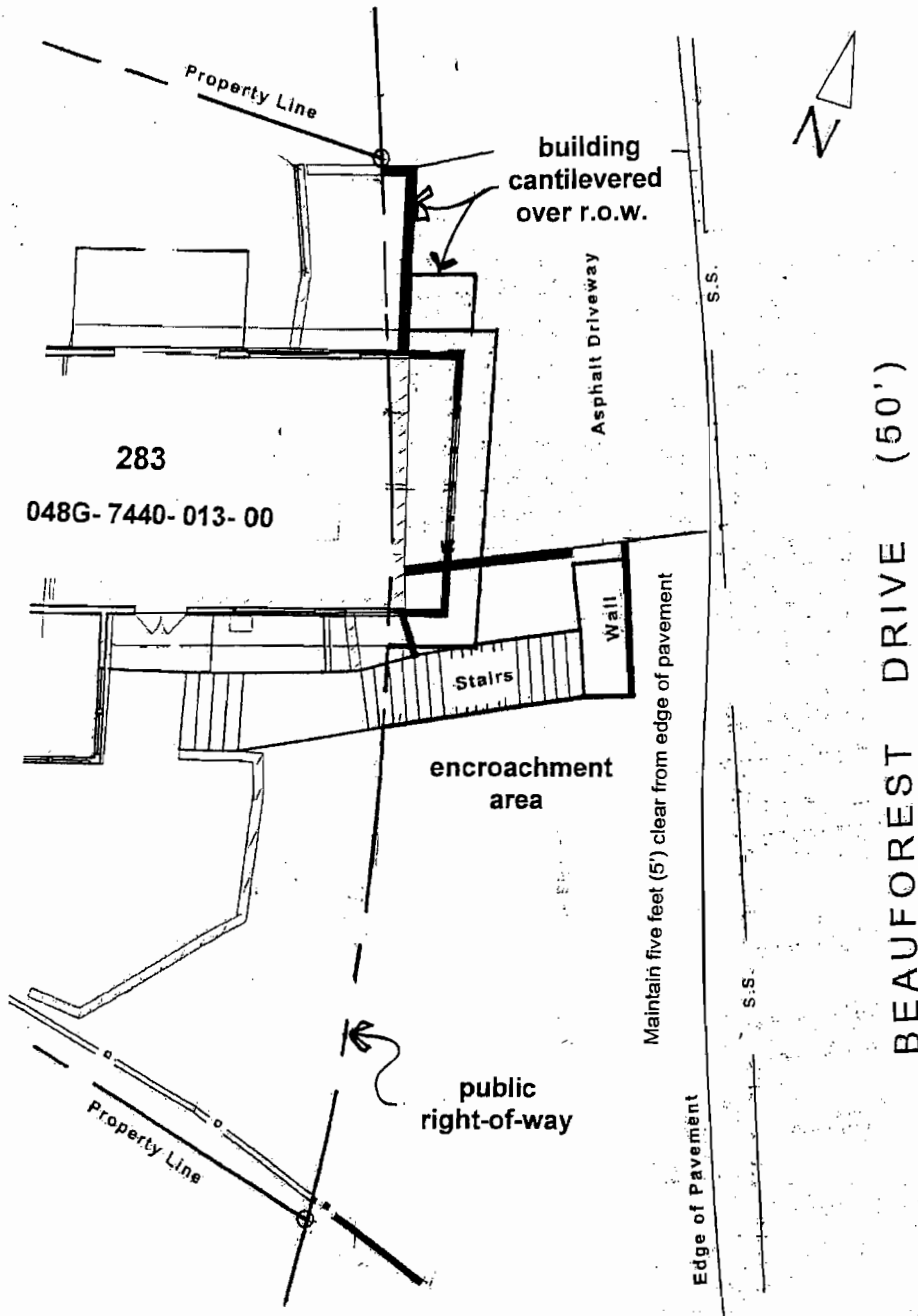 Property Line
N
building
cantilevered
over r.o.w.
S.S.
Asphalt Driveway
283
048G- 7440- 013- 00
Wall
Stairs
encroachment
area
Maintain five feet (5') clear from edge of pavement
BEAUFOREST DRIVE (50')
S.S.
public
right-of-way
Property Line
Edge of Pavement